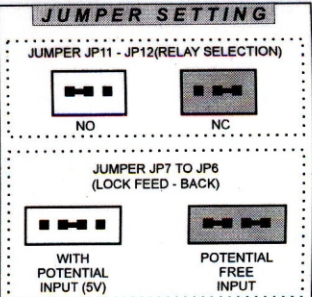 JUMPER SETTING
JUMPER JP11 - JP12(RELAY SELECTION)
NO
NC
JUMPER JP7 TO JP6
(LOCK FEED - BACK)
WITH
POTENTIAL
INPUT (5V)
POTENTIAL
FREE
INPUT